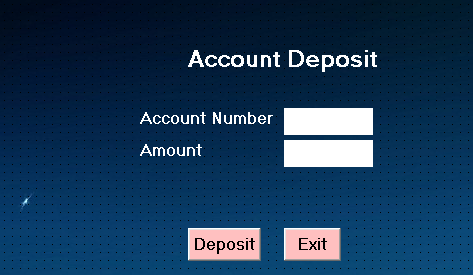 Account Deposit
Account Number
Amount
Deposit Exit